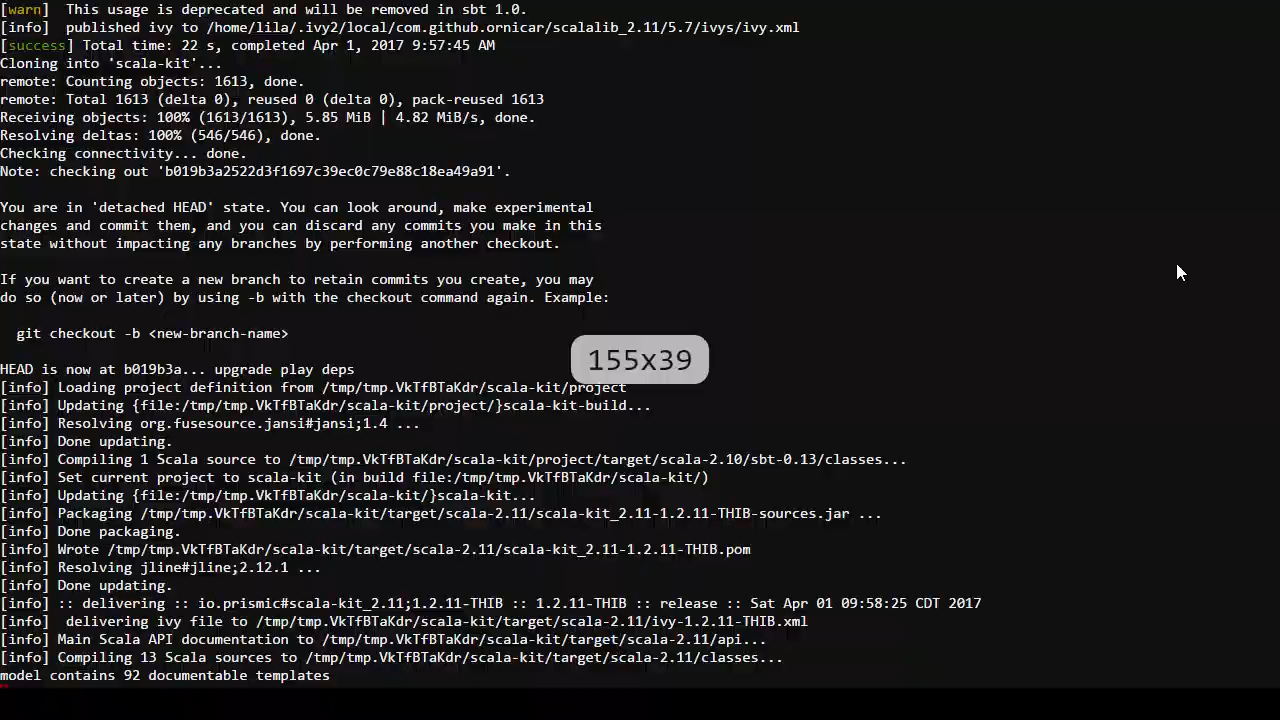 [warn]  This usage is deprecated and will be removed in sbt 1.0.
[info]  published ivy to /home/lila/.ivy2/local/com.github.ornicar/scalalib_2.11/5.7/ivys/ivy.xml
[success] Total time: 22 s, completed Apr 1, 2017 9:57:45 AM
Cloning into 'scala-kit'...
remote: Counting objects: 1613, done.
remote: Total 1613 (delta 0), reused 0 (delta 0), pack-reused 1613
Receiving objects: 100% (1613/1613), 5.85 MiB | 4.82 MiB/s, done.
Resolving deltas: 100% (546/546), done.
Checking connectivity... done.
Note: checking out 'b019b3a2522d3f1697c39ec0c79e88c18ea49a91'.

You are in 'detached HEAD' state. You can look around, make experimental
changes and commit them, and you can discard any commits you make in this
state without impacting any branches by performing another checkout.

If you want to create a new branch to retain commits you create, you may
do so (now or later) by using -b with the checkout command again. Example:

  git checkout -b <new-branch-name>

155x39
HEAD is now at b019b3a... upgrade play deps
[info] Loading project definition from /tmp/tmp.VkTfBTaKdr/scala-kit/project
[info] Updating {file:/tmp/tmp.VkTfBTaKdr/scala-kit/project/}scala-kit-build...
[info] Resolving org.fusesource.jansi#jansi;1.4 ...
[info] Done updating.
[info] Compiling 1 Scala source to /tmp/tmp.VkTfBTaKdr/scala-kit/project/target/scala-2.10/sbt-0.13/classes...
[info] Set current project to scala-kit (in build file:/tmp/tmp.VkTfBTaKdr/scala-kit/)
[info] Updating {file:/tmp/tmp.VkTfBTaKdr/scala-kit/}scala-kit...
[info] Packaging /tmp/tmp.VkTfBTaKdr/scala-kit/target/scala-2.11/scala-kit_2.11-1.2.11-THIB-sources.jar ...
[info] Done packaging.
[info] Wrote /tmp/tmp.VkTfBTaKdr/scala-kit/target/scala-2.11/scala-kit_2.11-1.2.11-THIB.pom
[info] Resolving jline#jline;2.12.1 ...
[info] Done updating.
[info] :: delivering :: io.prismic#scala-kit_2.11;1.2.11-THIB :: 1.2.11-THIB :: release :: Sat Apr 01 09:58:25 CDT 2017
[info]  delivering ivy file to /tmp/tmp.VkTfBTaKdr/scala-kit/target/scala-2.11/ivy-1.2.11-THIB.xml
[info] Main Scala API documentation to /tmp/tmp.VkTfBTaKdr/scala-kit/target/scala-2.11/api...
[info] Compiling 13 Scala sources to /tmp/tmp.VkTfBTaKdr/scala-kit/target/scala-2.11/classes...
model contains 92 documentable templates